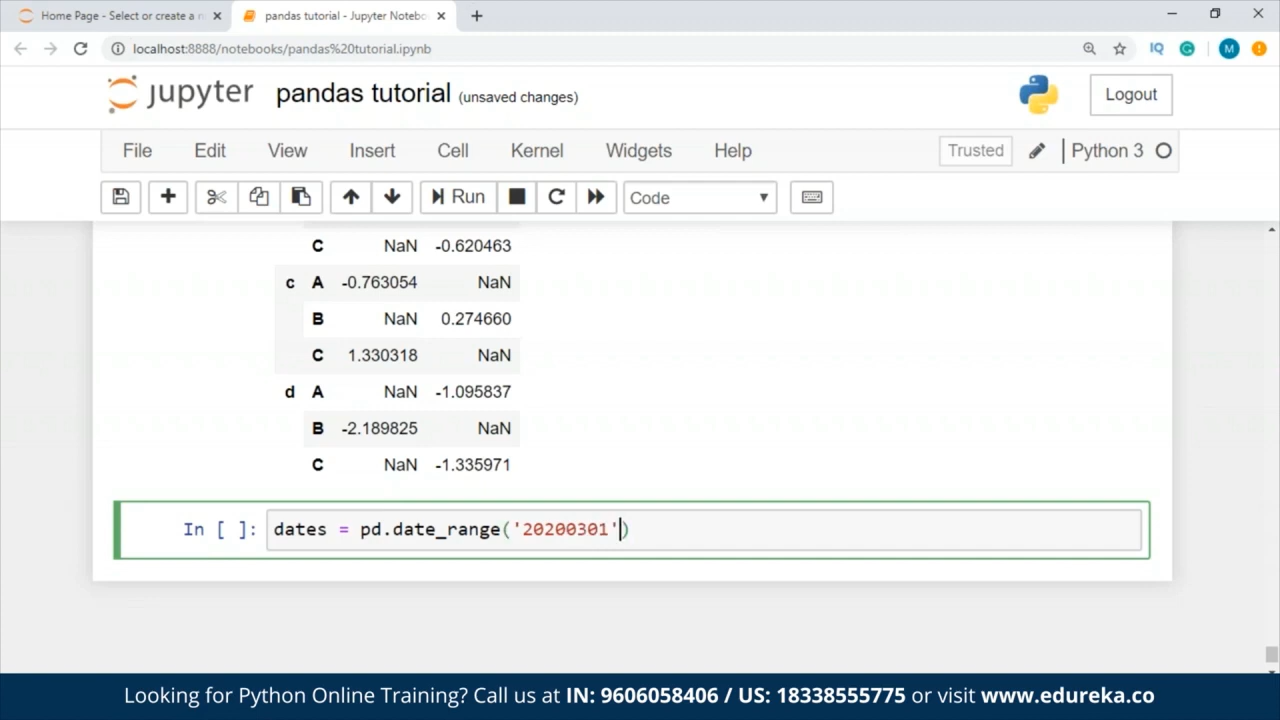 Home Page - Select or create a n
pandas tutorial - Jupyter Notebo
localhost:8888/notebooks/pandas%20tutorial.ipynb
IQ
G
M
jupyter pandas tutorial (unsaved changes)
Logout
File Edit View Insert Cell Kernel Widgets Help
Trusted
Python 3
Run
Code
C NaN -0.620463
c A -0.763054 NaN
B NaN 0.274660
C 1.330318 NaN
d A NaN -1.095837
B -2.189825 NaN
C NaN -1.335971
In [ ]: dates = pd.date_range('20200301')
Looking for Python Online Training? Call us at IN: 9606058406 / US: 18338555775 or visit www.edureka.co